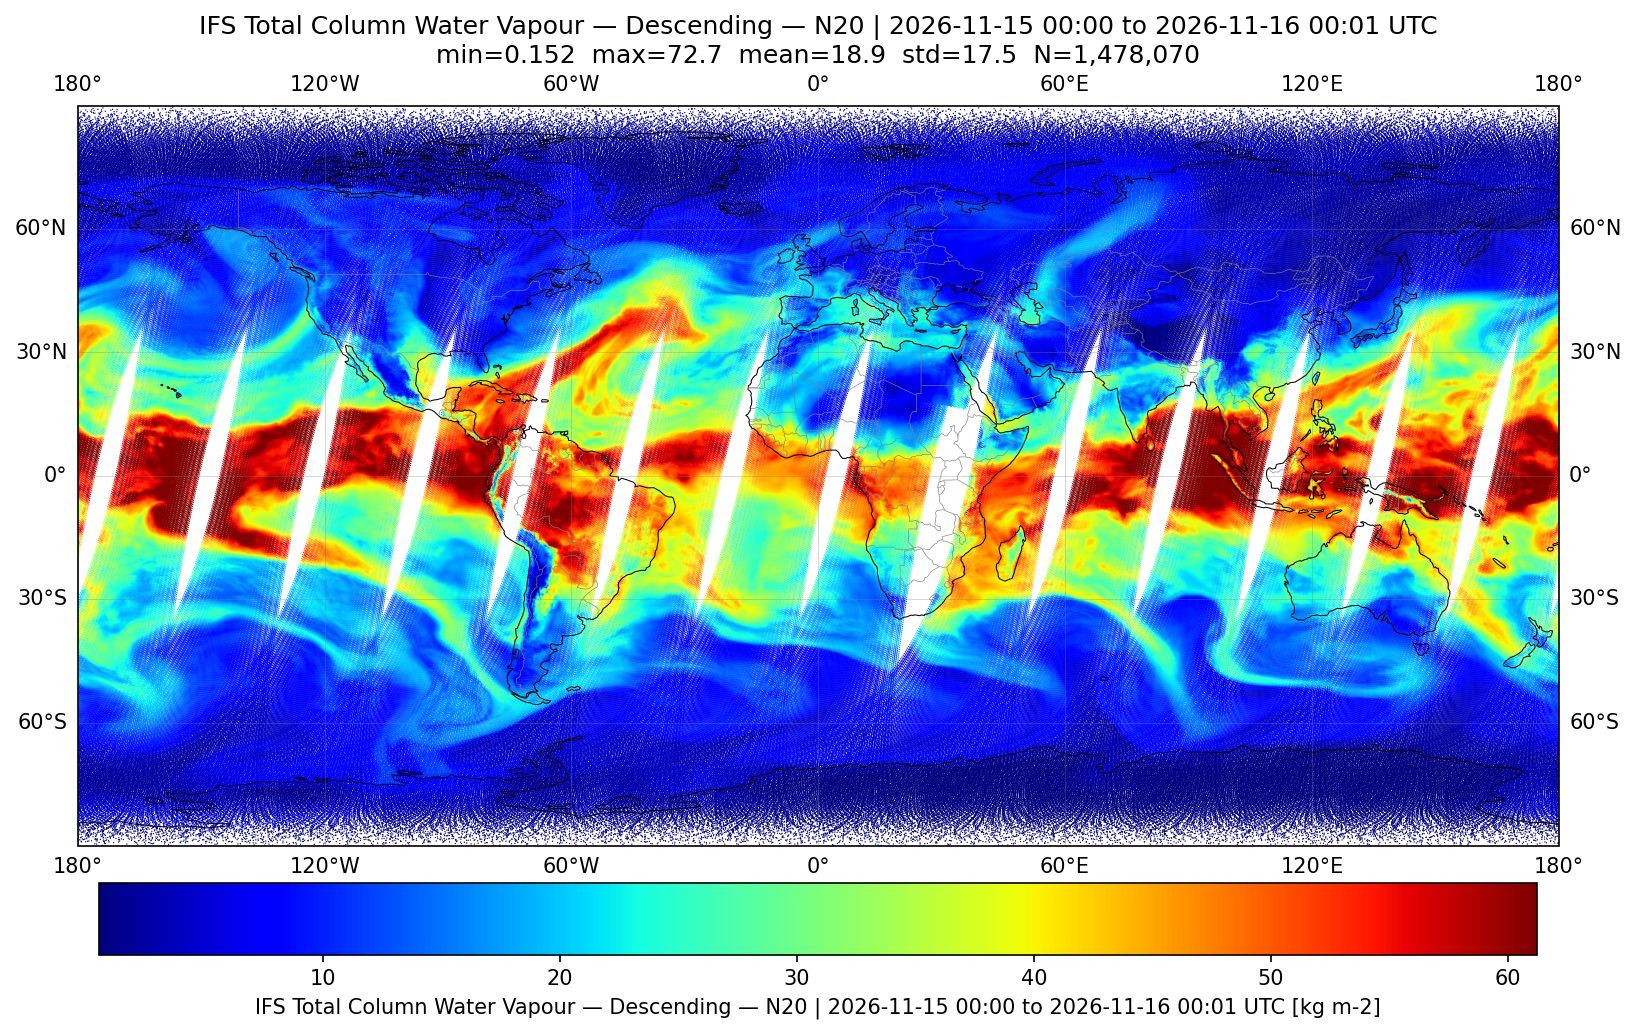 IFS Total Column Water Vapour — Descending — N20 | 2026-11-15 00:00 to 2026-11-16 00:01 UTC
min=0.152 max=72.7 mean=18.9 std=17.5 N=1,478,070
180° 120°W 60°W 0° 60°E 120°E 180°
60°N 60°N
30°N 30°N
0° 0°
30°S 30°S
60°S 60°S
180° 120°W 60°W 0° 60°E 120°E 180°
10 20 30 40 50 60
IFS Total Column Water Vapour — Descending — N20 | 2026-11-15 00:00 to 2026-11-16 00:01 UTC [kg m-2]